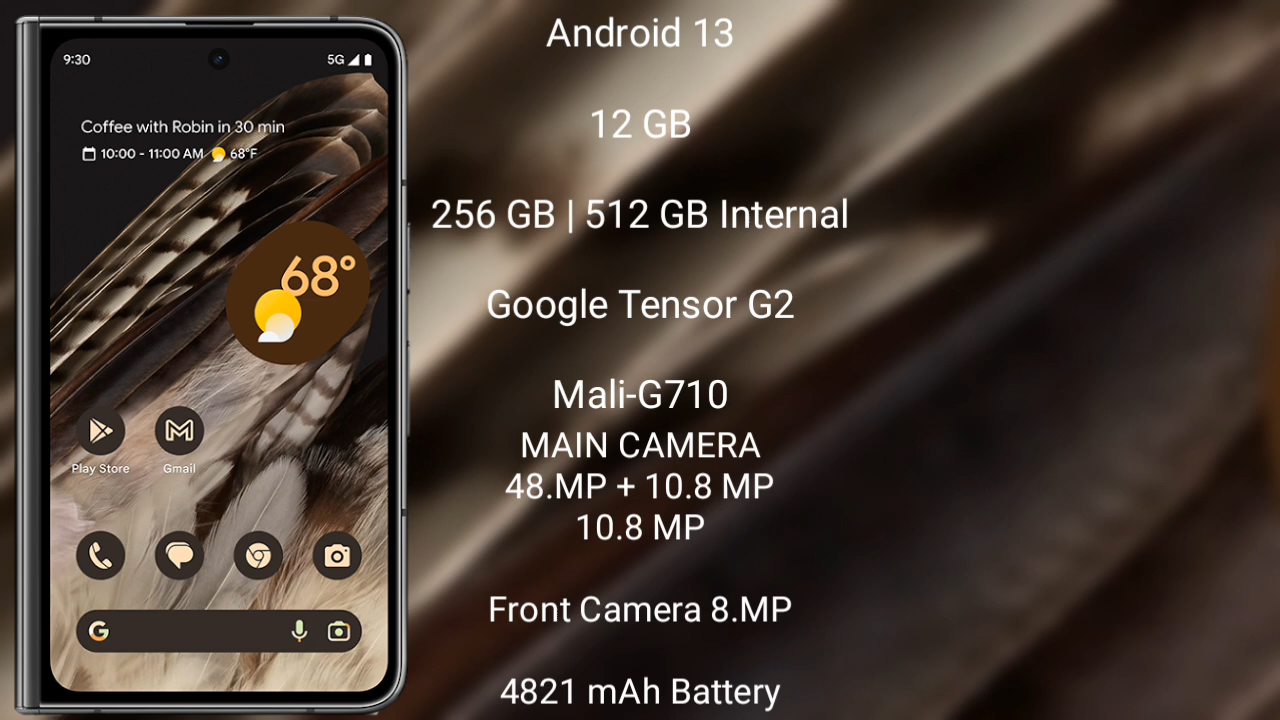 9:30
5G
Coffee with Robin in 30 min
10:00 - 11:00 AM 68°F
68°
Play Store
Gmail
Android 13
12 GB
256 GB | 512 GB Internal
Google Tensor G2
Mali-G710
MAIN CAMERA
48.MP + 10.8 MP
10.8 MP
Front Camera 8.MP
4821 mAh Battery